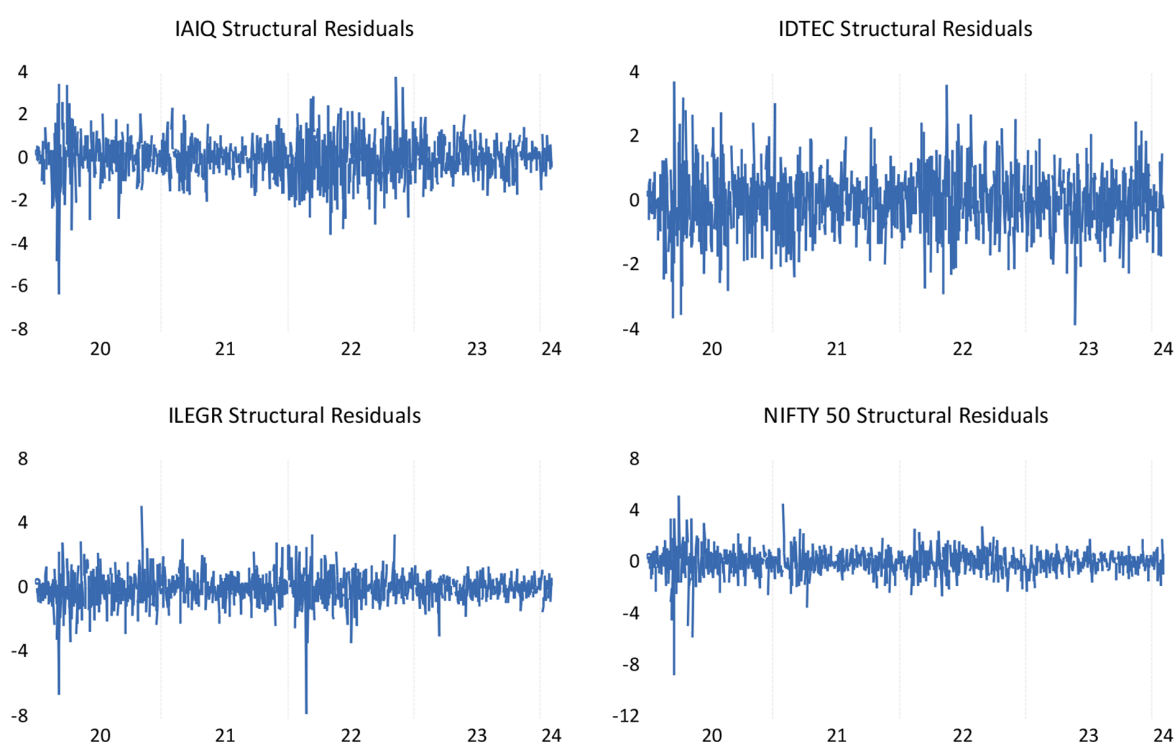 IAIQ Structural Residuals
4
2
0
-2
-4
-6
-8
20 21 22 23 24
IDTEC Structural Residuals
4
2
0
-2
-4
20 21 22 23 24
ILEGR Structural Residuals
8
4
0
-4
-8
20 21 22 23 24
NIFTY 50 Structural Residuals
8
4
0
-4
-8
-12
20 21 22 23 24